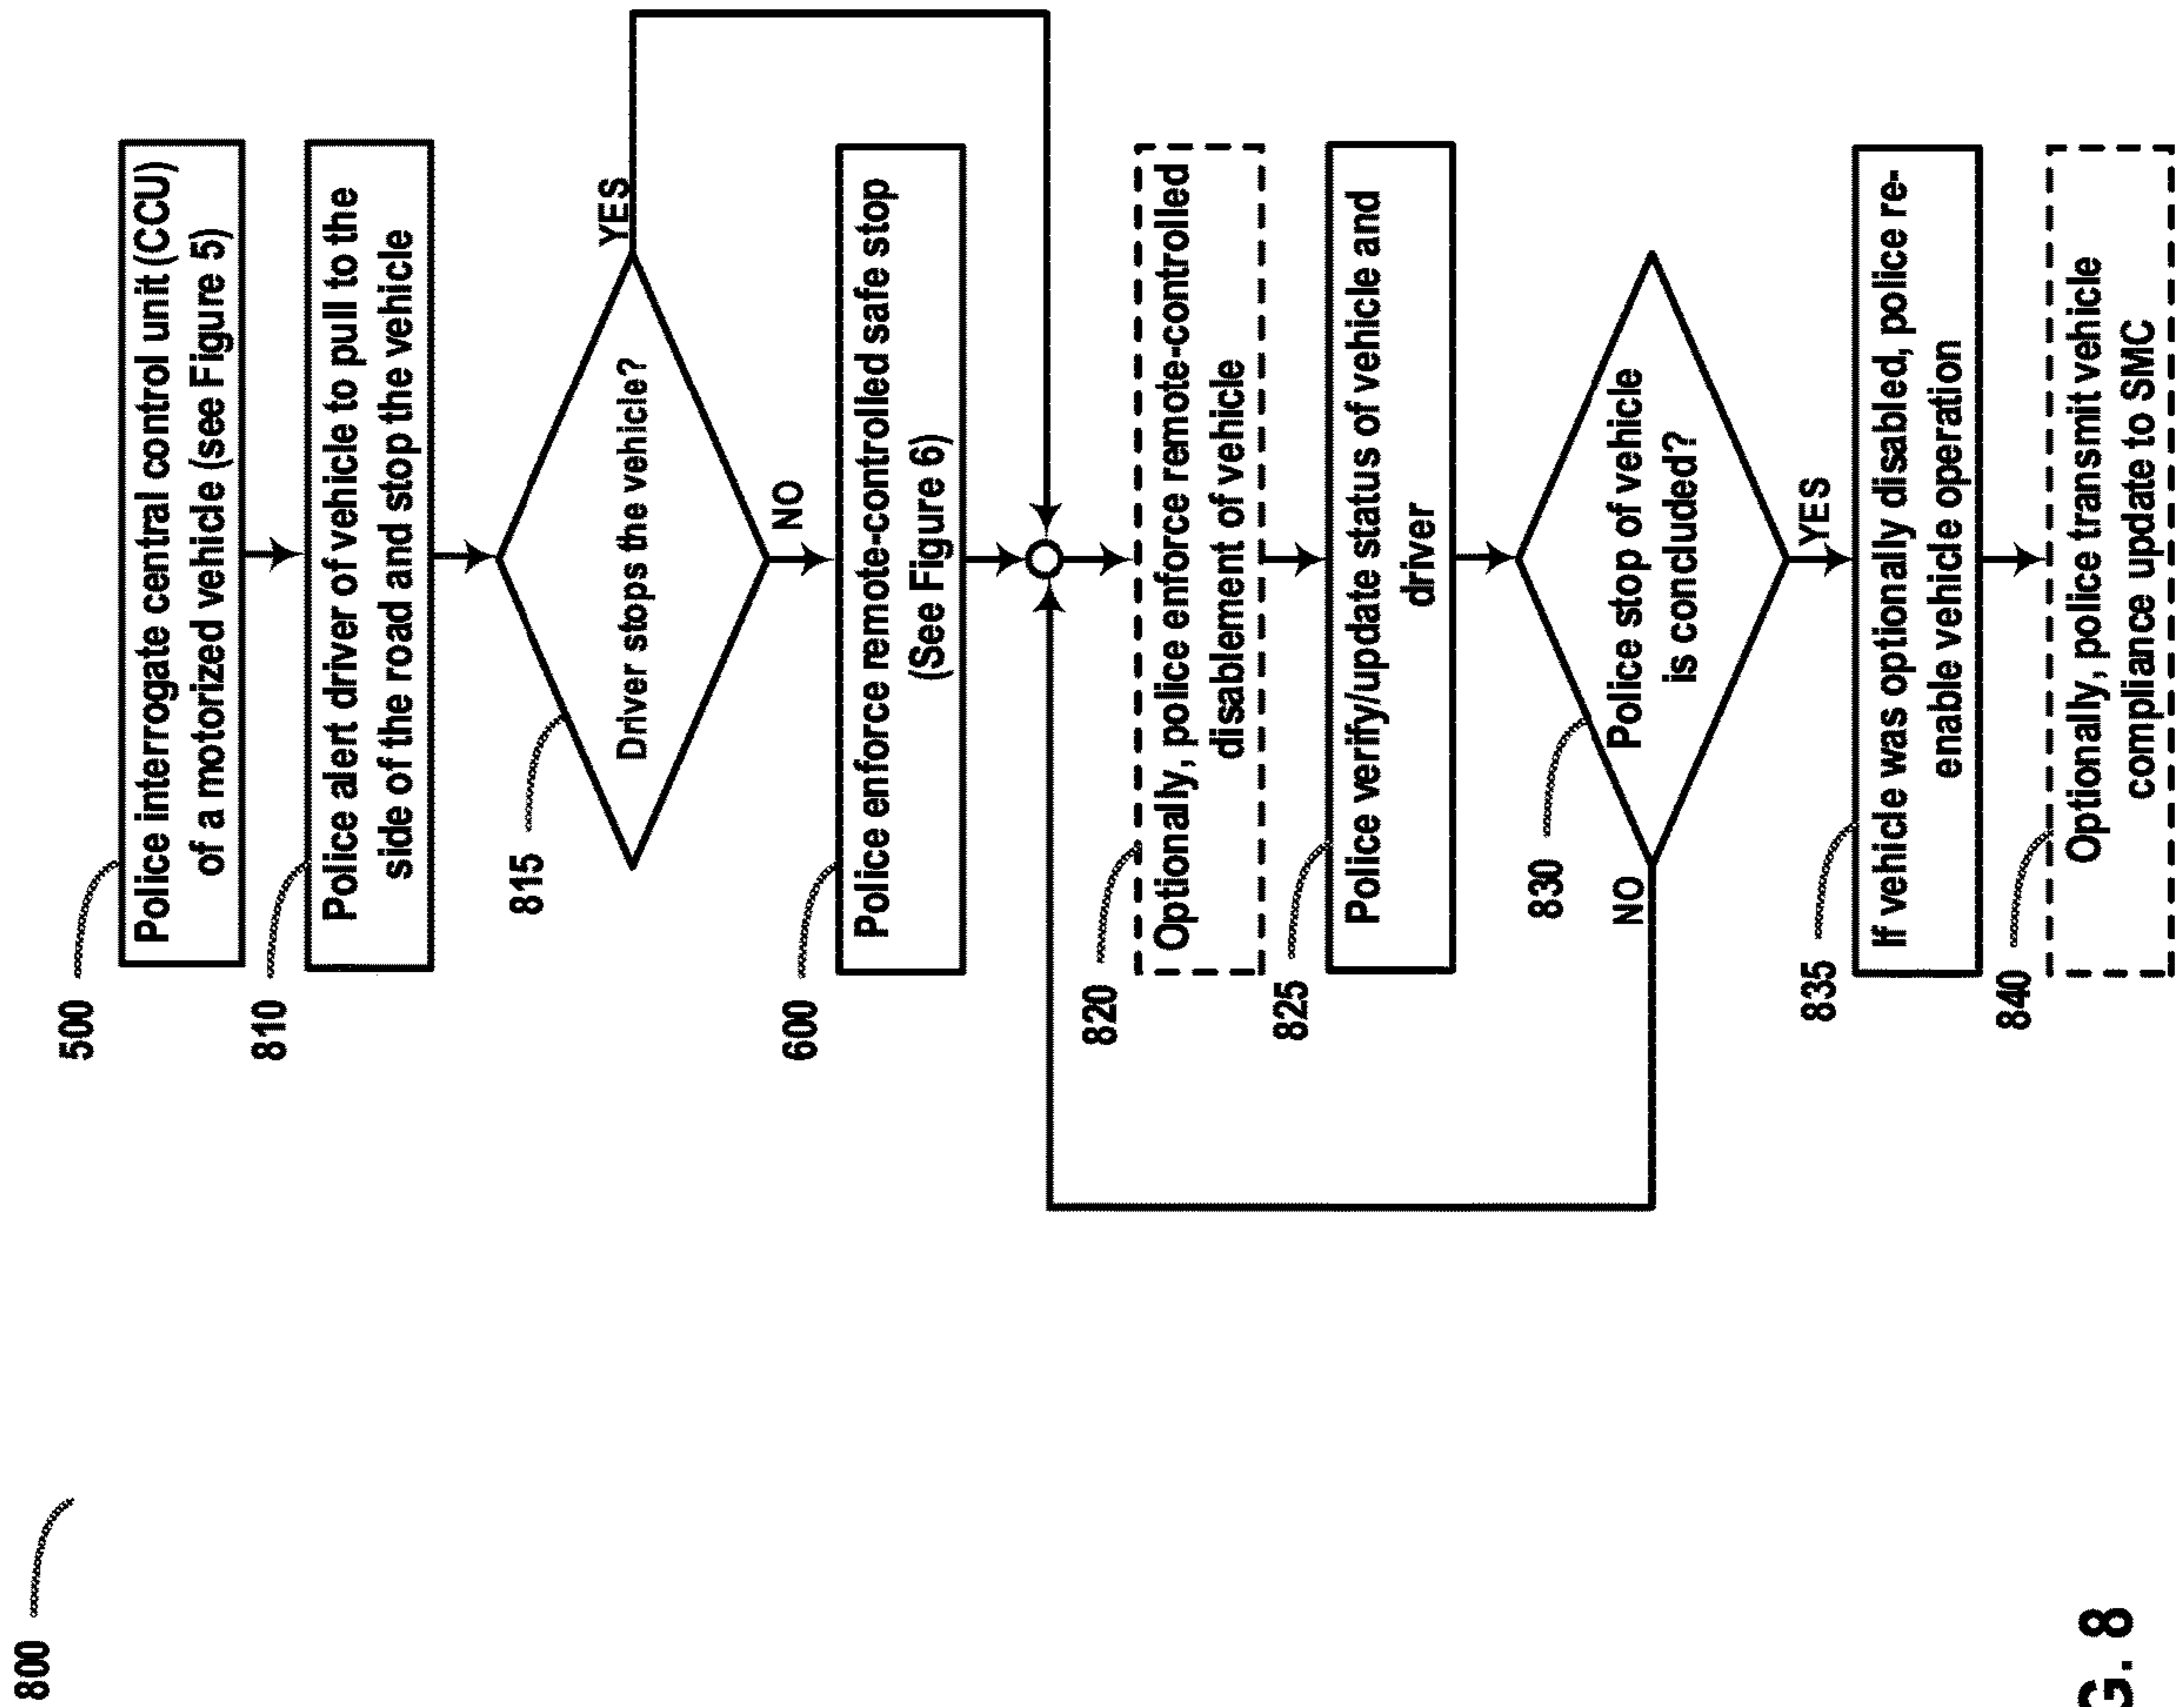 800
500
Police interrogate central control unit (CCU)
of a motorized vehicle (see Figure 5)
810
Police alert driver of vehicle to pull to the
side of the road and stop the vehicle
815
Driver stops the vehicle?
YES
NO
600
Police enforce remote-controlled safe stop
(See Figure 6)
820
Optionally, police enforce remote-controlled
disablement of vehicle
825
Police verify/update status of vehicle and
driver
830
Police stop of vehicle
is concluded?
NO
YES
835
If vehicle was optionally disabled, police re-
enable vehicle operation
840
Optionally, police transmit vehicle
compliance update to SMC
G. 8